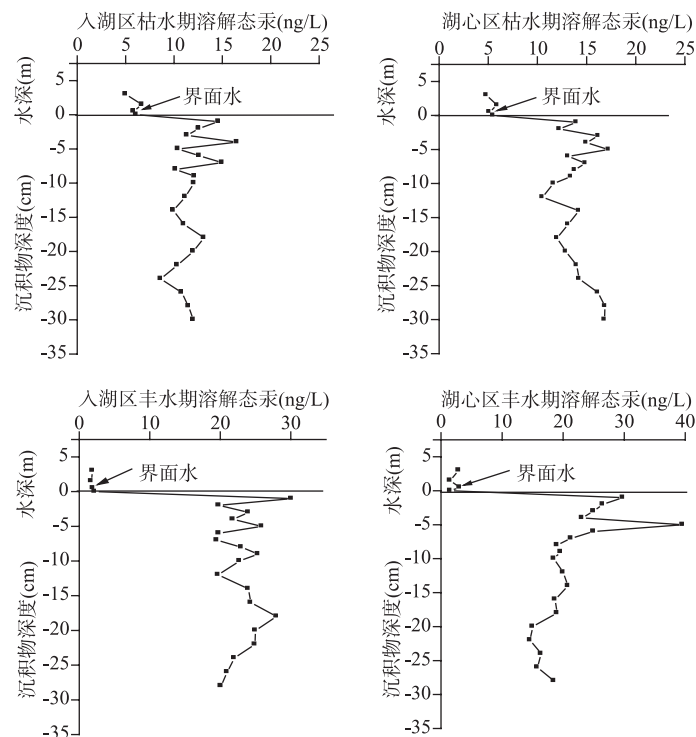 入湖区枯水期溶解态汞(ng/L)
0 5 10 15 20 25
水深(m)
沉积物深度(cm)
5
0
-5
-10
-15
-20
-25
-30
-35
界面水
湖心区枯水期溶解态汞(ng/L)
0 5 10 15 20 25
水深(m)
沉积物深度(cm)
5
0
-5
-10
-15
-20
-25
-30
-35
界面水
入湖区丰水期溶解态汞(ng/L)
0 10 20 30
水深(m)
沉积物深度(cm)
5
0
-5
-10
-15
-20
-25
-30
-35
界面水
湖心区丰水期溶解态汞(ng/L)
0 10 20 30 40
水深(m)
沉积物深度(cm)
5
0
-5
-10
-15
-20
-25
-30
-35
界面水